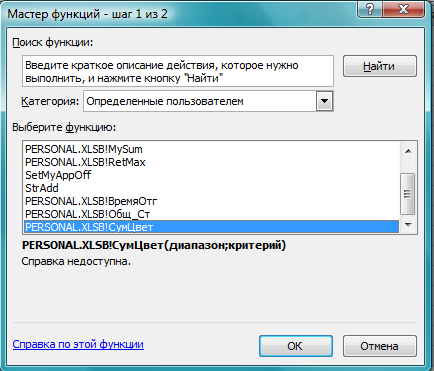 Мастер функций - шаг 1 из 2
Поиск функции:
Введите краткое описание действия, которое нужно
выполнить, и нажмите кнопку "Найти"
Найти
Категория: Определенные пользователем
Выберите функцию:
PERSONAL.XLSB!MySum
PERSONAL.XLSB!RetMax
SetMyAppOff
StrAdd
PERSONAL.XLSB!ВремяОтг
PERSONAL.XLSB!Общ_Ст
PERSONAL.XLSB!СумЦвет
PERSONAL.XLSB!СумЦвет(диапазон;критерий)
Справка недоступна.
Справка по этой функции
ОК
Отмена